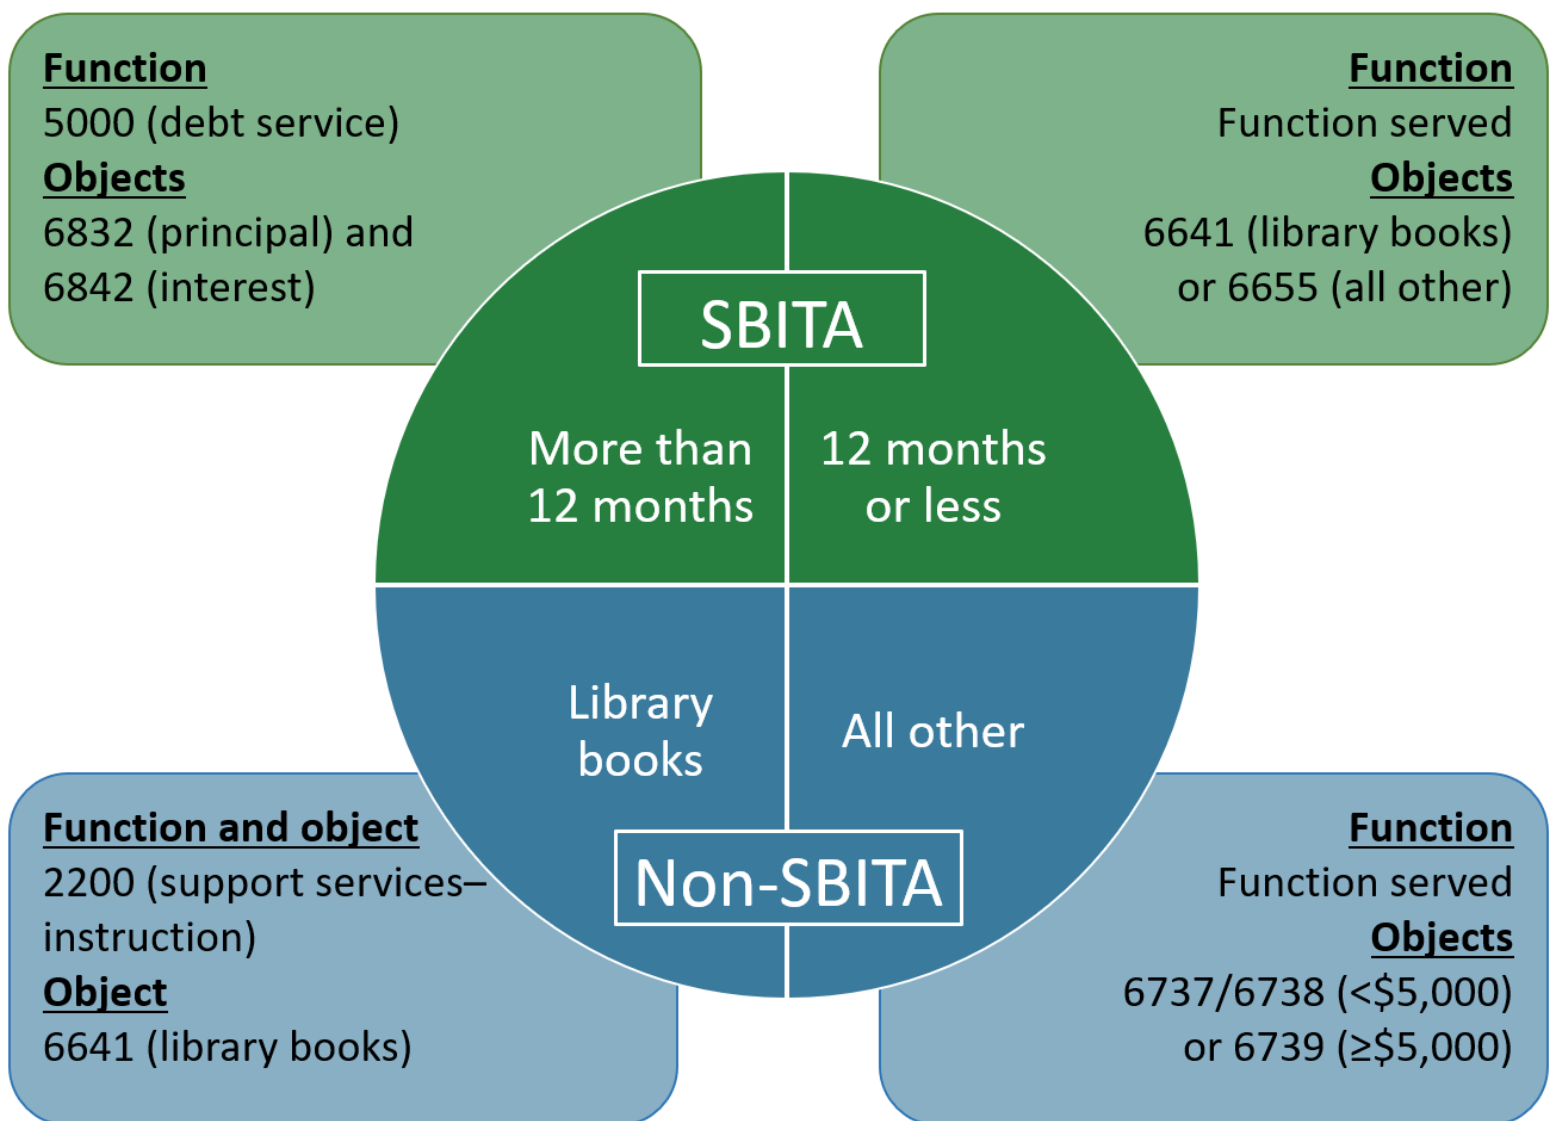 Function
5000 (debt service)
Objects
6832 (principal) and
6842 (interest)
Function
Function served
Objects
6641 (library books)
or 6655 (all other)
SBITA
More than
12 months
12 months
or less
Library
books
All other
Non-SBITA
Function and object
2200 (support services–
instruction)
Object
6641 (library books)
Function
Function served
Objects
6737/6738 (<$5,000)
or 6739 (≥$5,000)